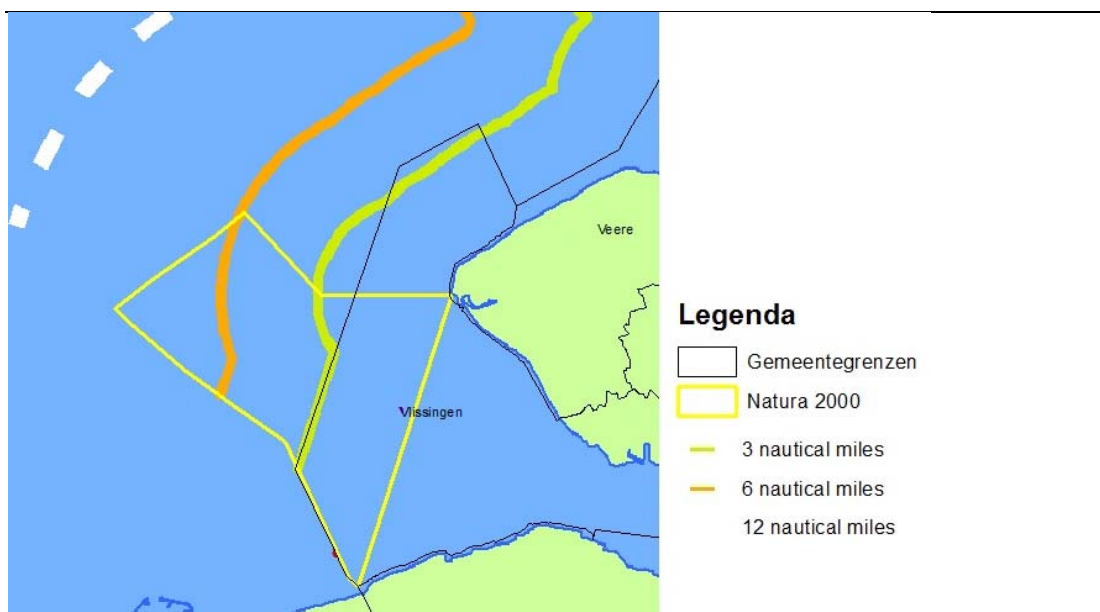 Veere
Vlissingen
Legenda
Gemeentegrenzen
Natura 2000
3 nautical miles
6 nautical miles
12 nautical miles